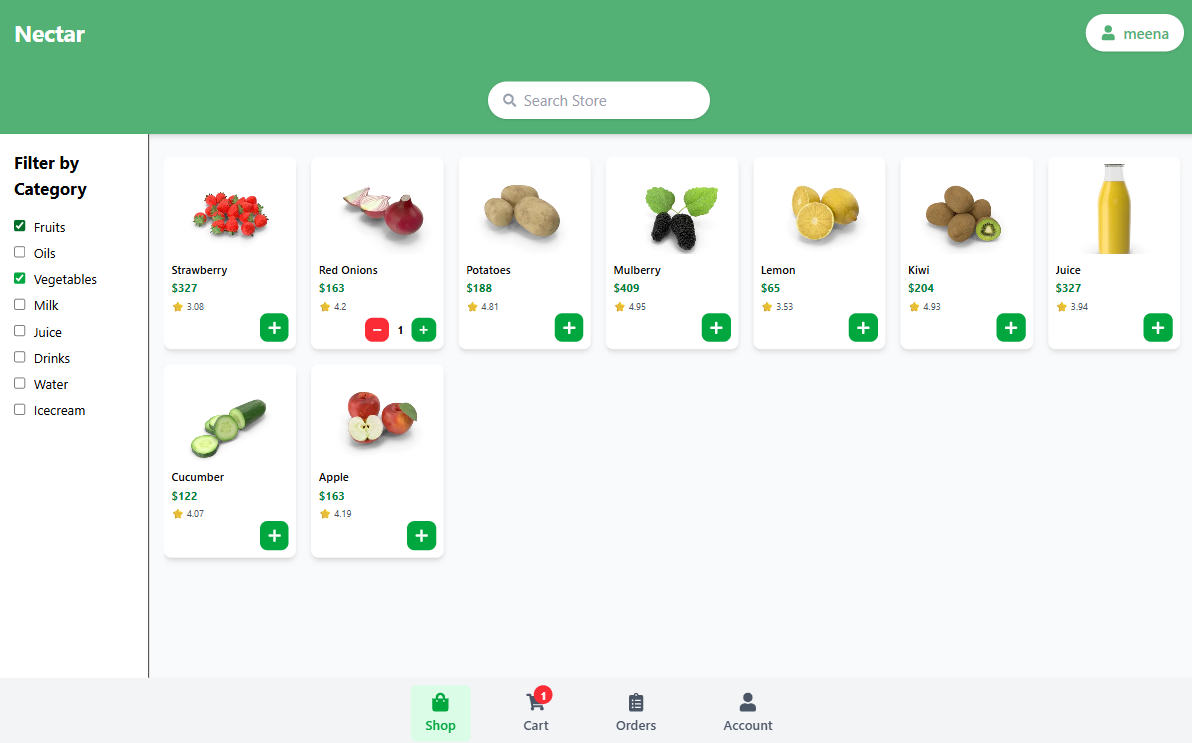 Nectar
meena
Search Store
Filter by
Category
Fruits
Oils
Vegetables
Milk
Juice
Drinks
Water
Icecream
Strawberry
$327
3.08
Red Onions
$163
4.2
1
Potatoes
$188
4.81
Mulberry
$409
4.95
Lemon
$65
3.53
Kiwi
$204
4.93
Juice
$327
3.94
Cucumber
$122
4.07
Apple
$163
4.19
Shop
1
Cart
Orders
Account